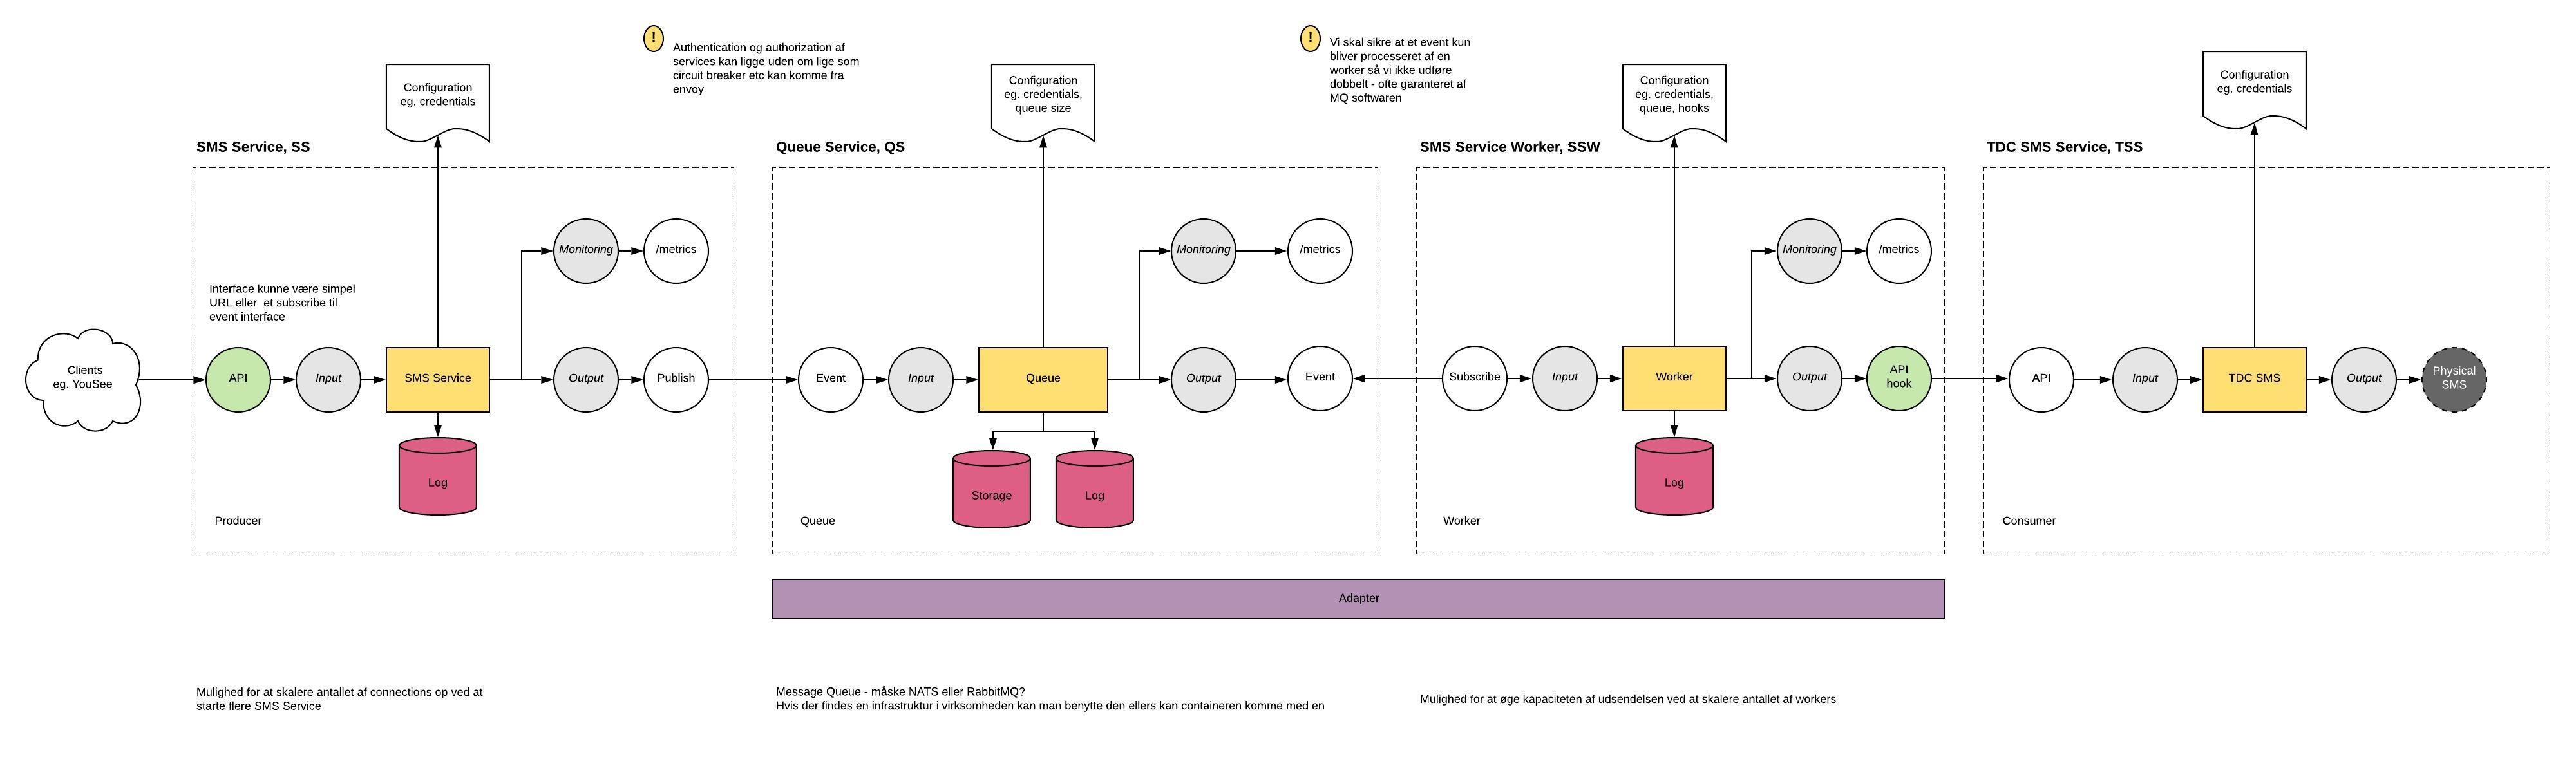 !
Authentication og authorization af
services kan ligge uden om lige som
circuit breaker etc kan komme fra
envoy
!
Vi skal sikre at et event kun
bliver processeret af en
worker så vi ikke udføre
dobbelt - ofte garanteret af
MQ softwaren
Configuration
eg. credentials
Configuration
eg. credentials,
queue size
Configuration
eg. credentials,
queue, hooks
Configuration
eg. credentials
SMS Service, SS
Queue Service, QS
SMS Service Worker, SSW
TDC SMS Service, TSS
Monitoring
/metrics
Monitoring
/metrics
Monitoring
/metrics
Interface kunne være simpel
URL eller  et subscribe til
event interface
Clients
eg. YouSee
API
Input
SMS Service
Output
Publish
Event
Input
Queue
Output
Event
Subscribe
Input
Worker
Output
API
hook
API
Input
TDC SMS
Output
Physical
SMS
Log
Storage
Log
Log
Producer
Queue
Worker
Consumer
Adapter
Mulighed for at skalere antallet af connections op ved at
starte flere SMS Service
Message Queue - måske NATS eller RabbitMQ?
Hvis der findes en infrastruktur i virksomheden kan man benytte den ellers kan containeren komme med en
Mulighed for at øge kapaciteten af udsendelsen ved at skalere antallet af workers